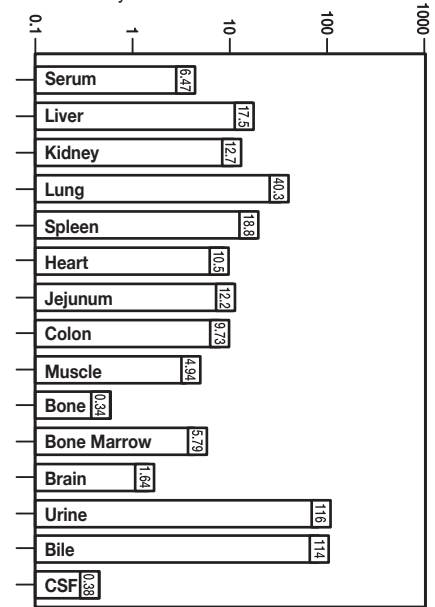 0.1 1 10 100 1000
Serum 6.47
Liver 17.5
Kidney 12.7
Lung 40.3
Spleen 18.8
Heart 10.5
Jejunum 12.2
Colon 9.73
Muscle 4.94
Bone 0.34
Bone Marrow 5.79
Brain 1.64
Urine 116
Bile 114
CSF 0.38